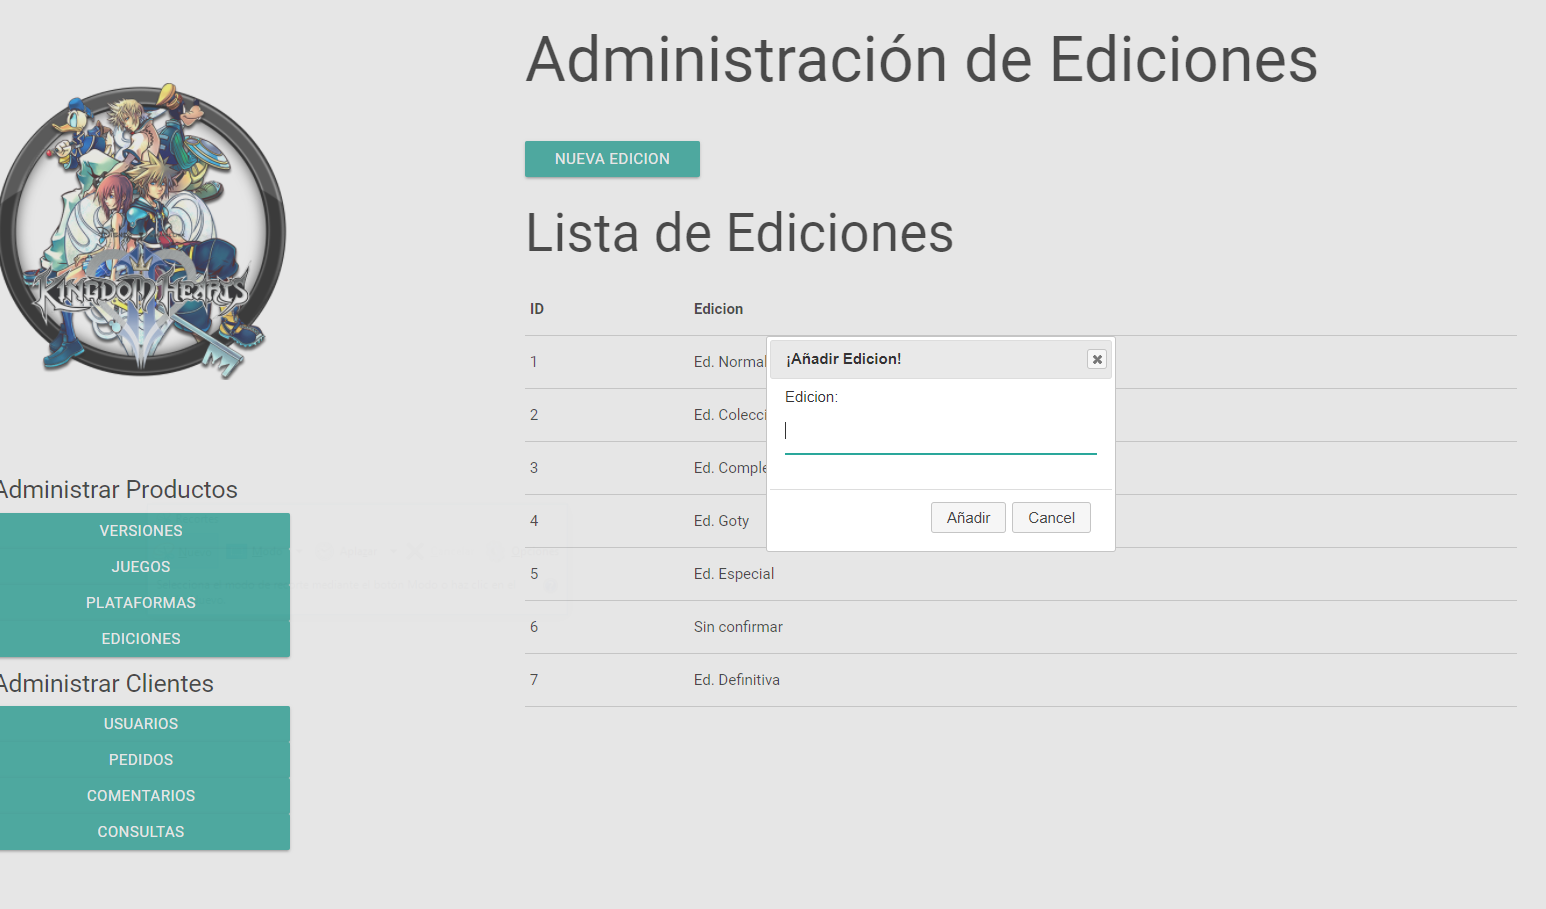 Administración de Ediciones
NUEVA EDICION
Lista de Ediciones
ID Edicion
1 Ed. Normal
2 Ed. Colecci
3 Ed. Comple
4 Ed. Goty
5 Ed. Especial
6 Sin confirmar
7 Ed. Definitiva
¡Añadir Edicion!
Edicion:
Añadir Cancel
KINGDOM HEARTS
Administrar Productos
VERSIONES
JUEGOS
PLATAFORMAS
EDICIONES
Administrar Clientes
USUARIOS
PEDIDOS
COMENTARIOS
CONSULTAS